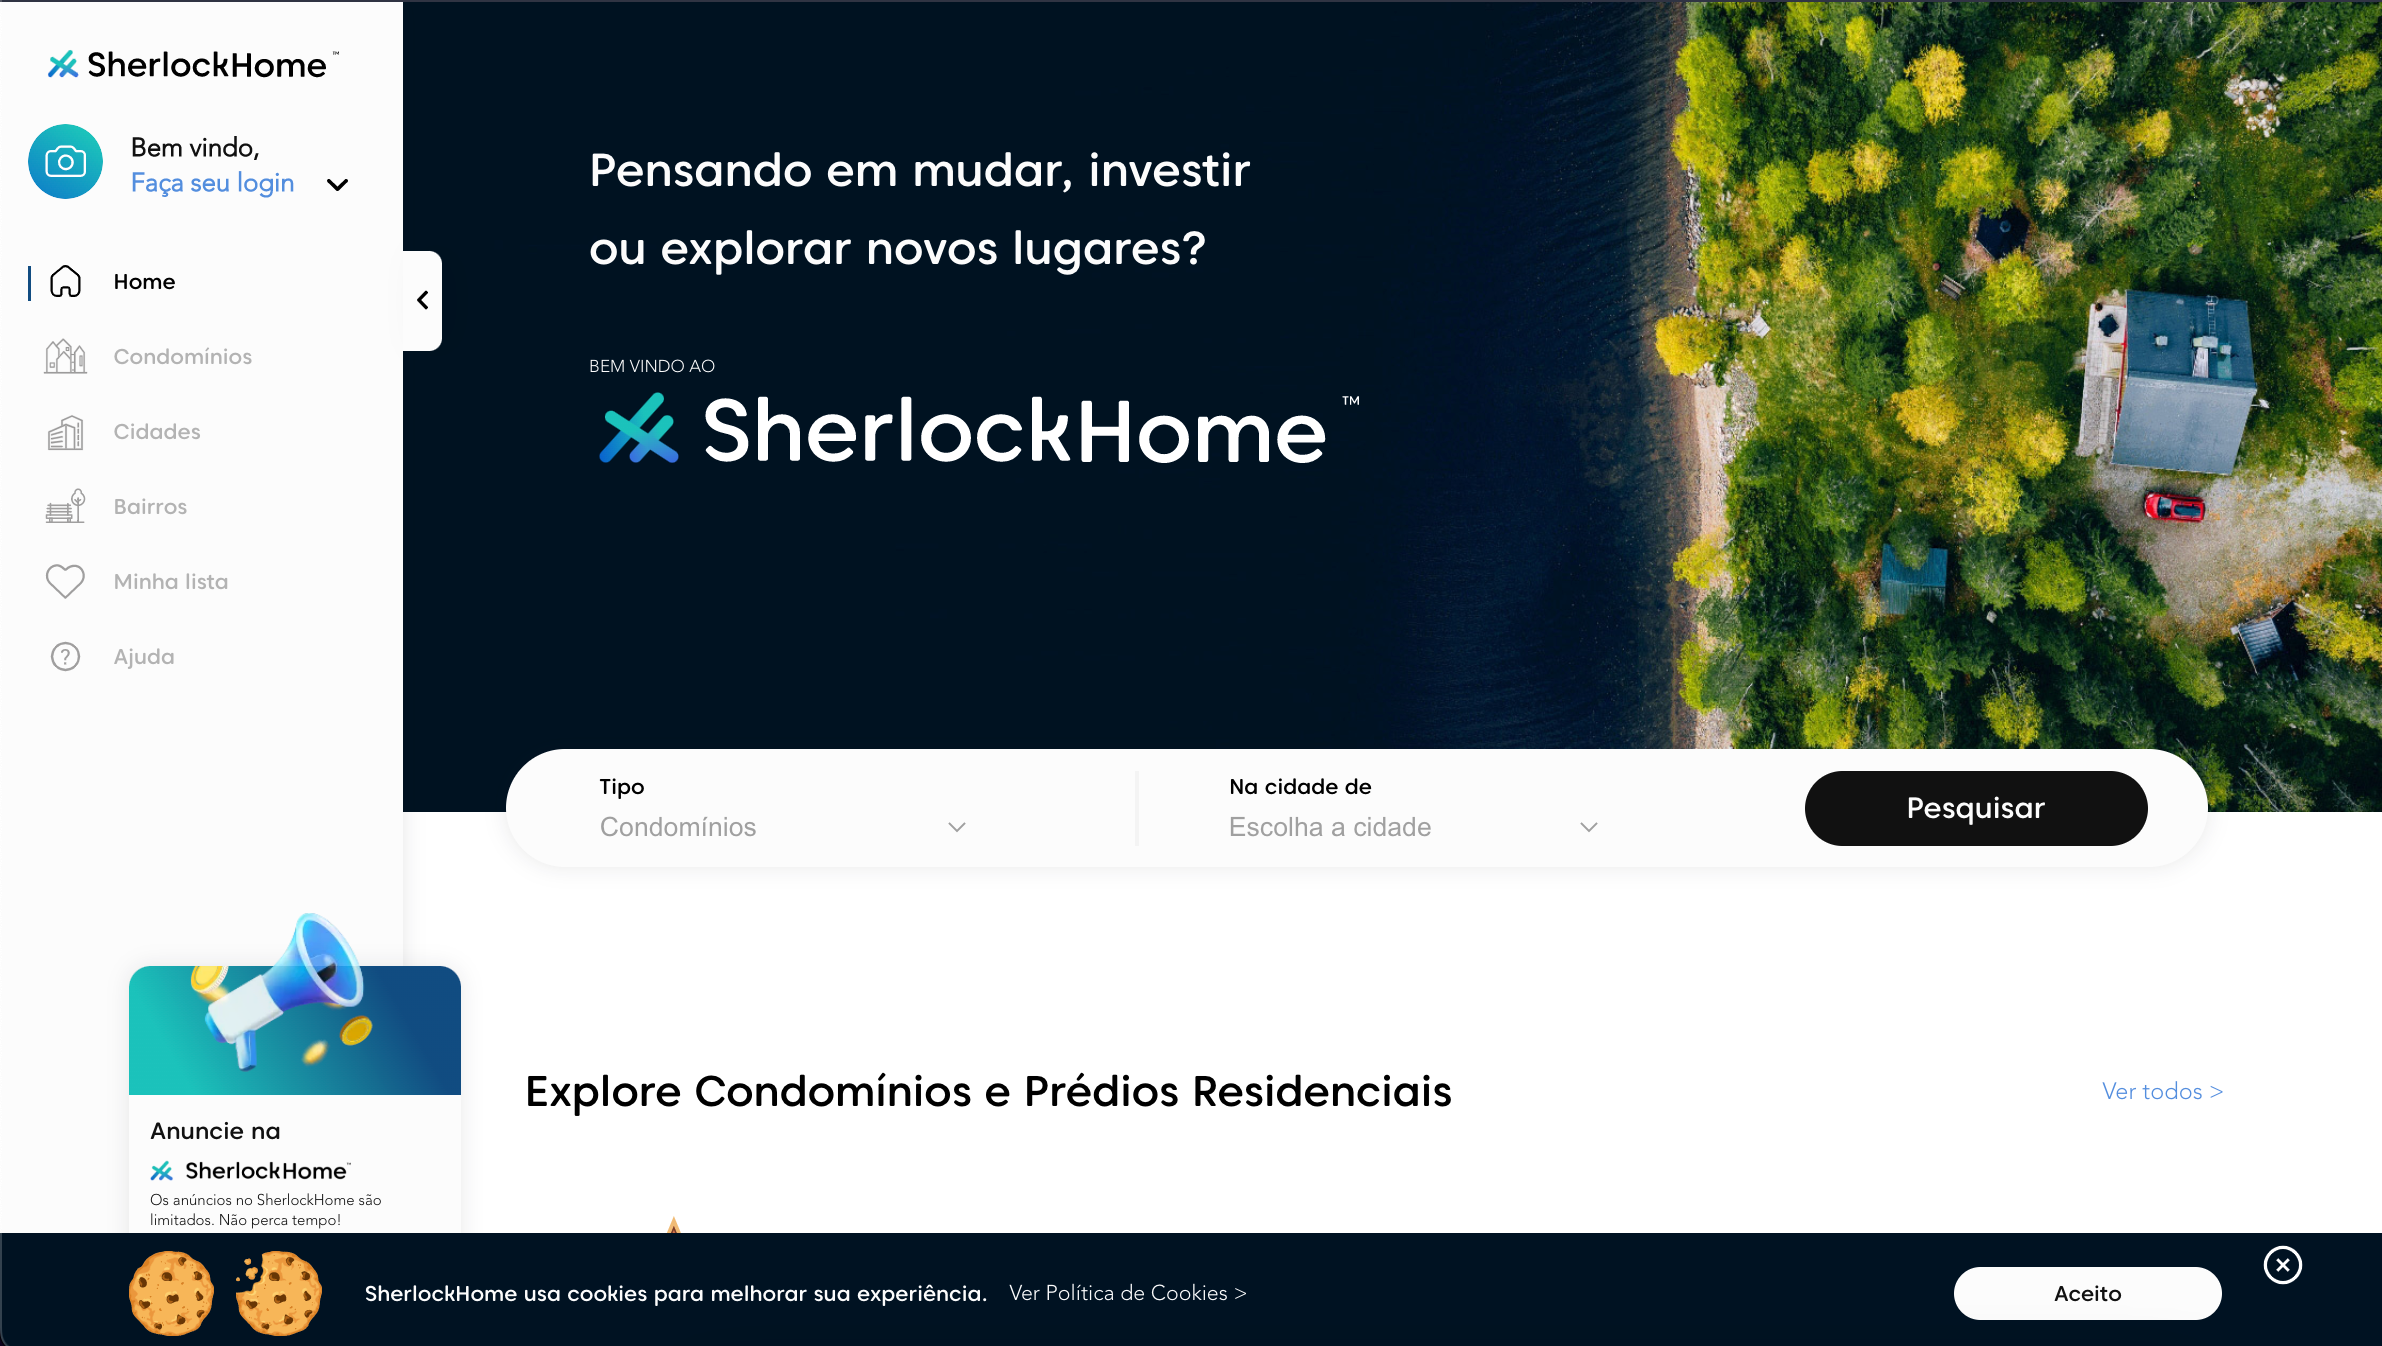 SherlockHome™
Bem vindo,
Faça seu login
Home
Condomínios
Cidades
Bairros
Minha lista
Ajuda
Pensando em mudar, investir
ou explorar novos lugares?
BEM VINDO AO
SherlockHome™
Tipo
Condomínios
Na cidade de
Escolha a cidade
Pesquisar
Explore Condomínios e Prédios Residenciais
Ver todos >
Anuncie na
SherlockHome™
Os anúncios no SherlockHome são
limitados. Não perca tempo!
SherlockHome usa cookies para melhorar sua experiência. Ver Política de Cookies >
Aceito